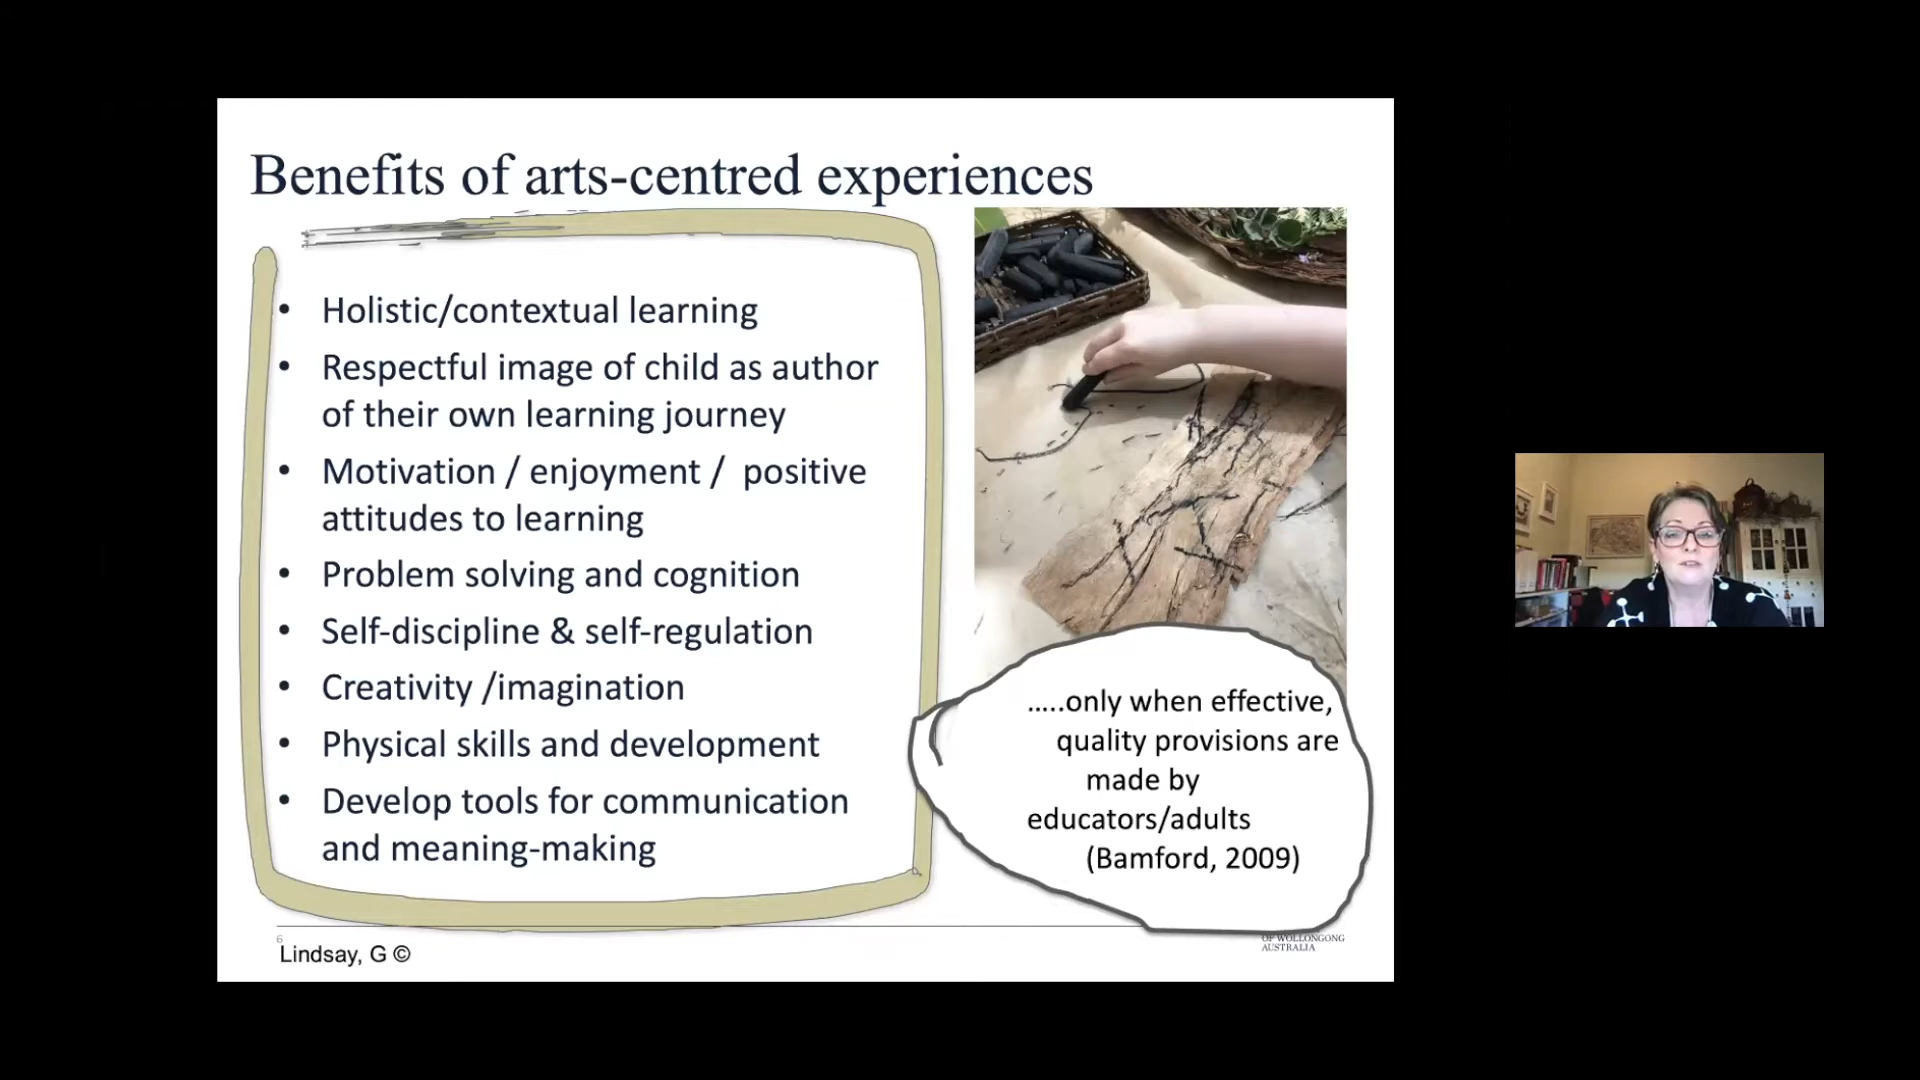 Benefits of arts-centred experiences
• Holistic/contextual learning
• Respectful image of child as author
of their own learning journey
• Motivation / enjoyment / positive
attitudes to learning
• Problem solving and cognition
• Self-discipline & self-regulation
• Creativity /imagination
• Physical skills and development
• Develop tools for communication
and meaning-making
.....only when effective,
quality provisions are
made by
educators/adults
(Bamford, 2009)
6
Lindsay, G ©
OF WOLLONGONG
AUSTRALIA